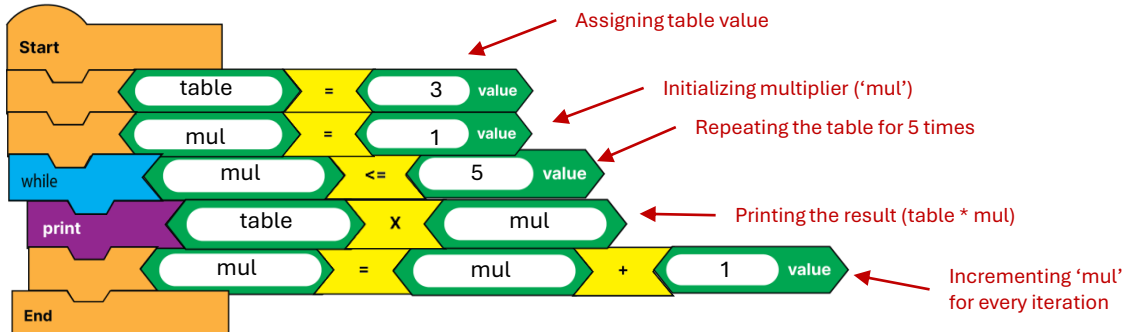 Start
Assigning table value
table = 3 value
Initializing multiplier (‘mul’)
mul = 1 value
Repeating the table for 5 times
while mul <= 5 value
print table X mul
Printing the result (table * mul)
mul = mul + 1 value
Incrementing ‘mul’
for every iteration
End